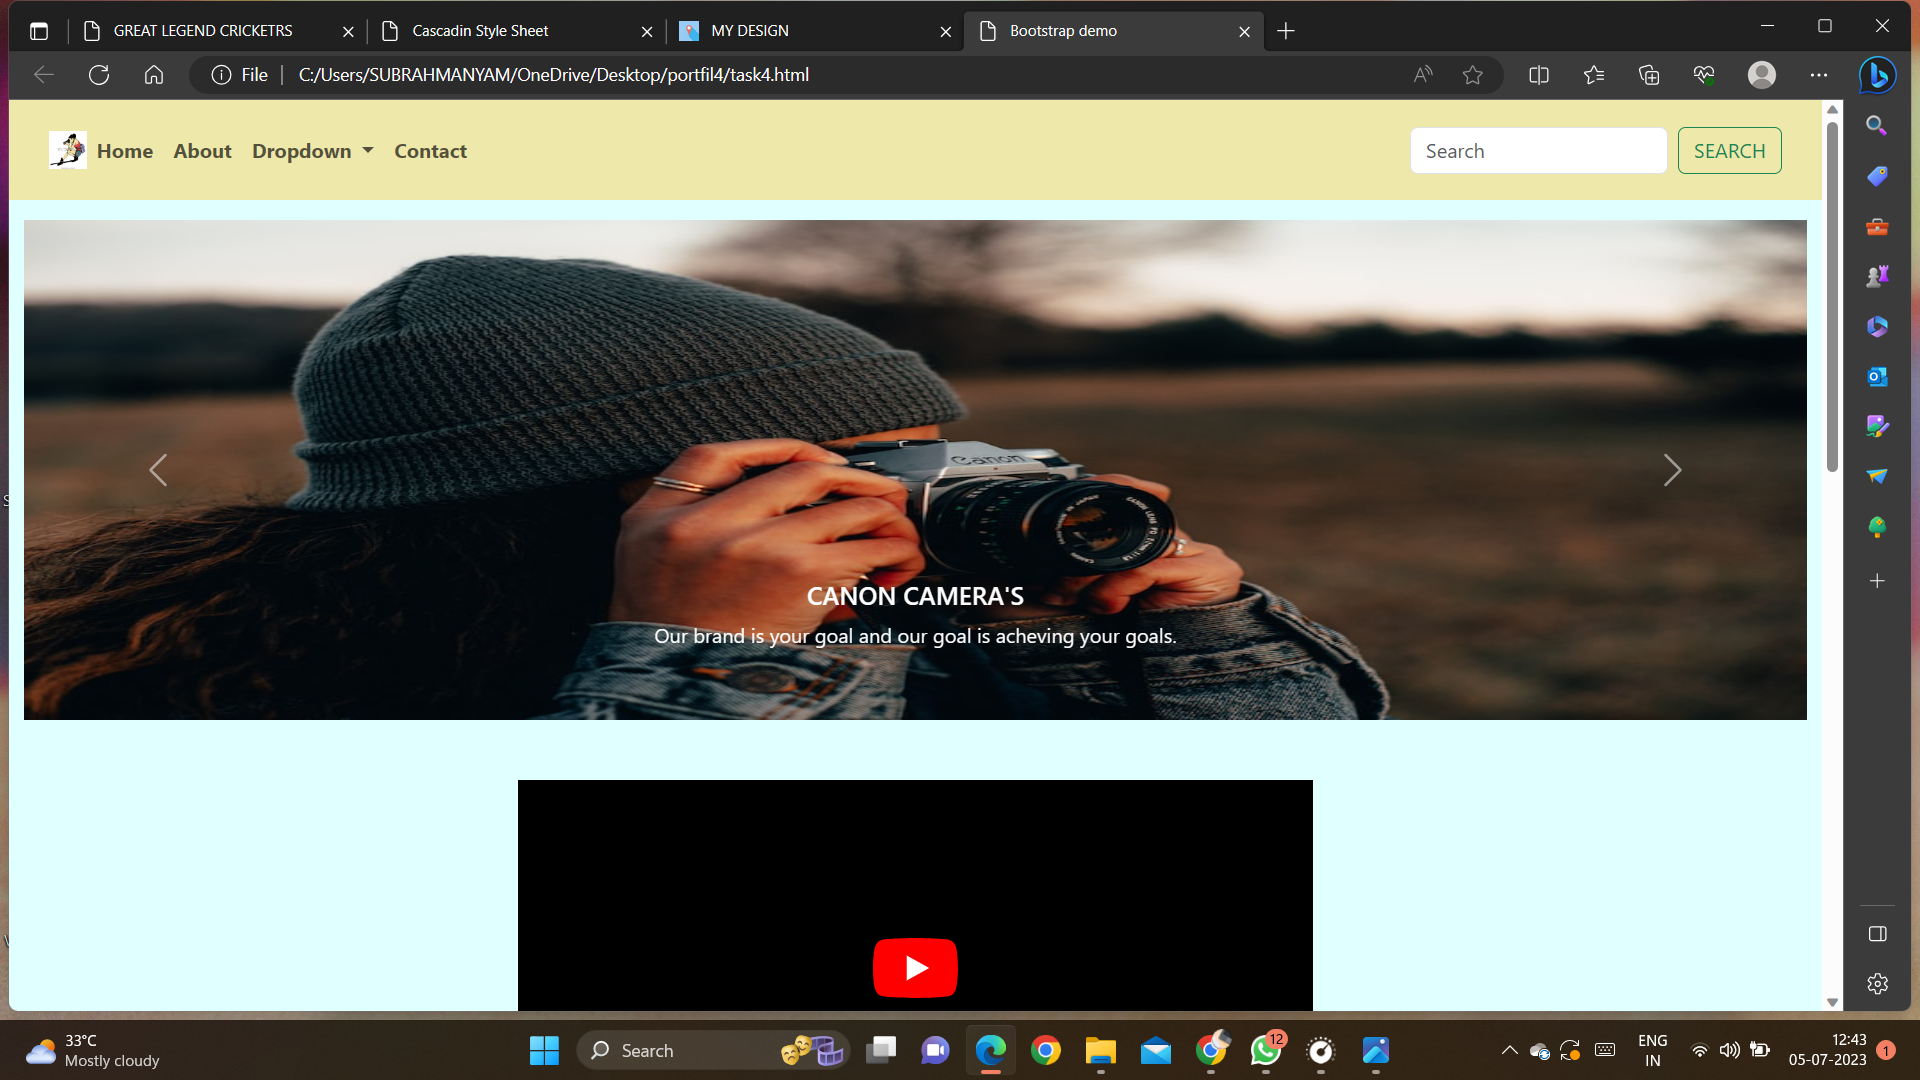 GREAT LEGEND CRICKETRS
Cascadin Style Sheet
MY DESIGN
Bootstrap demo
File
C:/Users/SUBRAHMANYAM/OneDrive/Desktop/portfil4/task4.html
Home
About
Dropdown
Contact
Search
SEARCH
Canon
CANON CAMERA'S
Our brand is your goal and our goal is acheving your goals.
33°C
Mostly cloudy
Search
12
ENG
IN
12:43
05-07-2023
1